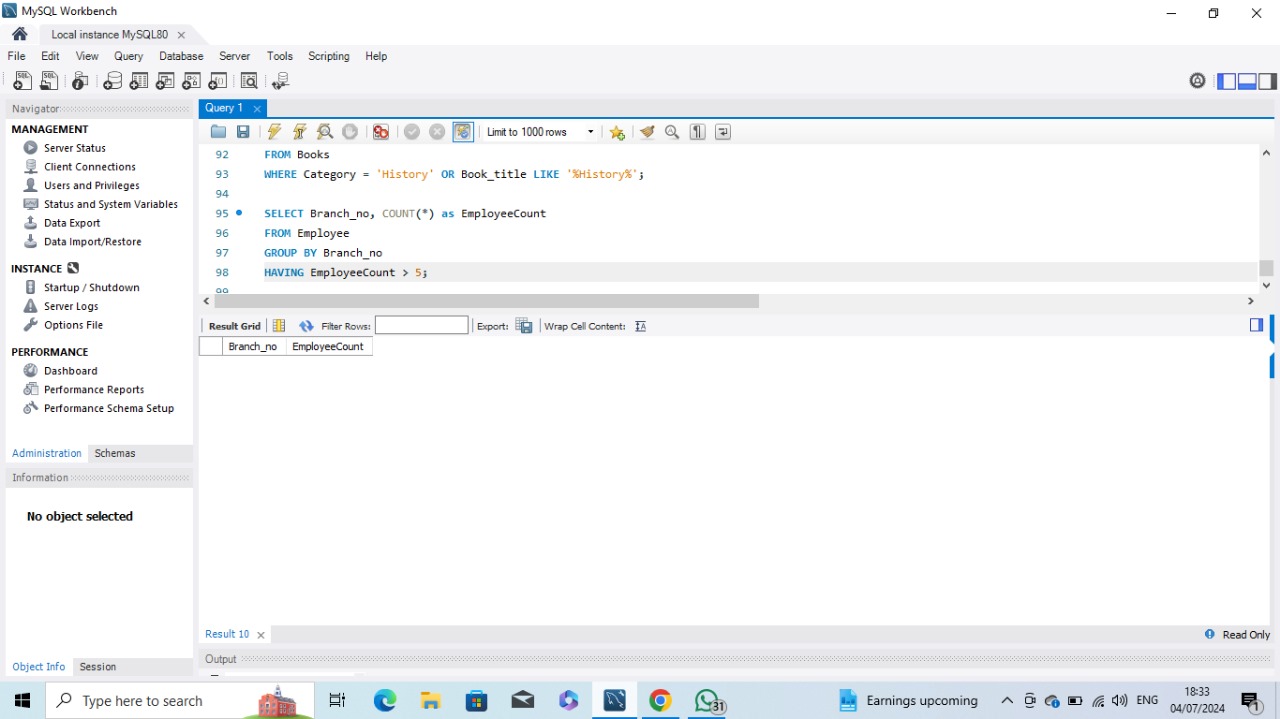 MySQL Workbench
Local instance MySQL80
File Edit View Query Database Server Tools Scripting Help
Navigator
MANAGEMENT
Server Status
Client Connections
Users and Privileges
Status and System Variables
Data Export
Data Import/Restore
INSTANCE
Startup / Shutdown
Server Logs
Options File
PERFORMANCE
Dashboard
Performance Reports
Performance Schema Setup
Administration Schemas
Information
No object selected
Object Info Session
Query 1
Limit to 1000 rows
92 FROM Books
93 WHERE Category = 'History' OR Book_title LIKE '%History%';
94
95 SELECT Branch_no, COUNT(*) as EmployeeCount
96 FROM Employee
97 GROUP BY Branch_no
98 HAVING EmployeeCount > 5;
99
Result Grid Filter Rows: Export: Wrap Cell Content:
Branch_no EmployeeCount
Result 10 Read Only
Output
Type here to search
31
Earnings upcoming
ENG
18:33
04/07/2024
1